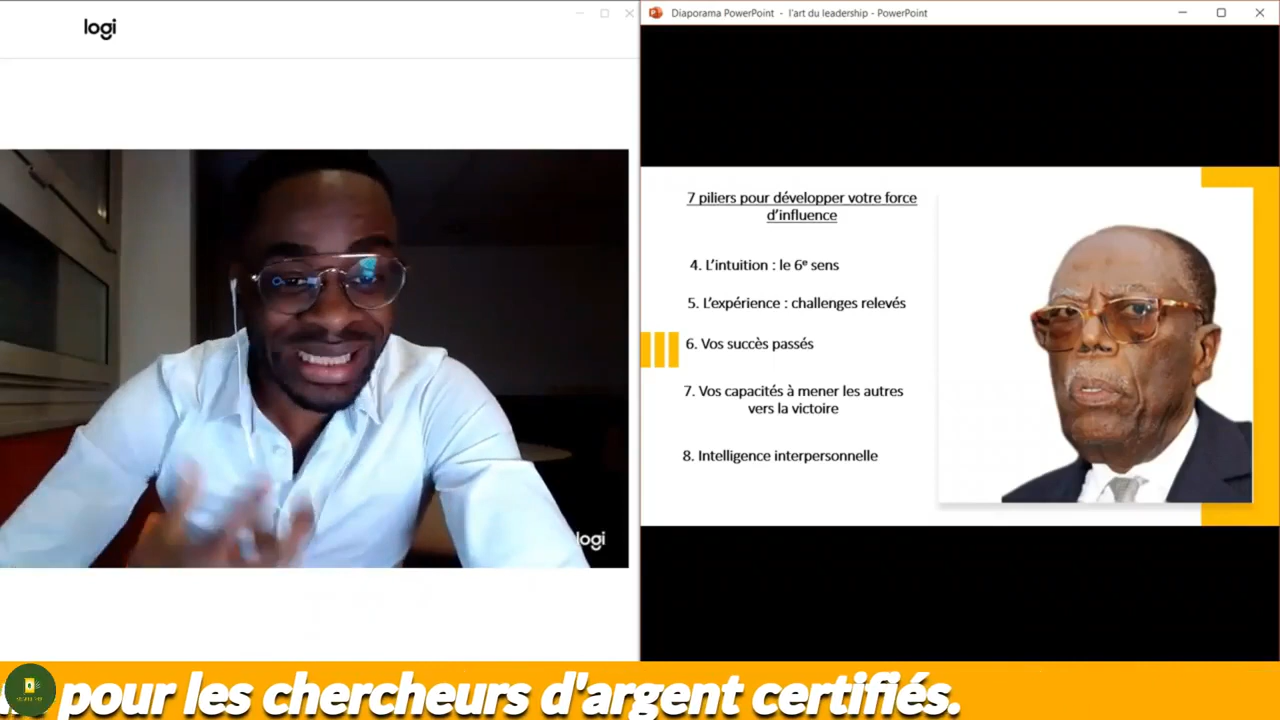 logi
Diaporama PowerPoint - l'art du leadership - PowerPoint
7 piliers pour développer votre force
d'influence
4. L'intuition : le 6e sens
5. L'expérience : challenges relevés
6. Vos succès passés
7. Vos capacités à mener les autres
vers la victoire
8. Intelligence interpersonnelle
logi
pour les chercheurs d'argent certifiés.